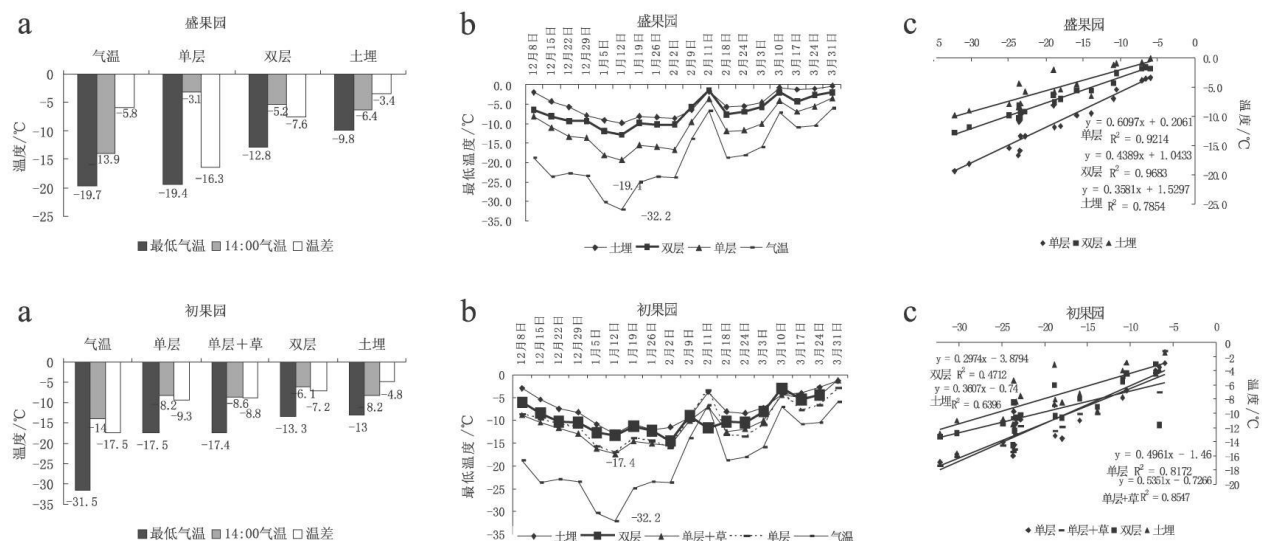 a
盛果园
气温 单层 双层 土埋
0
-5
-10
-15
-20
-25
温度/℃
-19.7
13.9
-5.8
-19.4
-3.1
-16.3
-12.8
-5.2
-7.6
-9.8
-6.4
-3.4
■最低气温 ■14:00气温 □温差
b
盛果园
12月8日
12月15日
12月22日
12月29日
1月5日
1月12日
1月19日
1月26日
2月2日
2月9日
2月11日
2月18日
2月24日
3月3日
3月10日
3月17日
3月24日
3月31日
0.0
-5.0
-10.0
-15.0
-20.0
-25.0
-30.0
-35.0
最低温度/℃
-32.2
土埋 双层 单层 气温
c
盛果园
5 -25 -20 -15 -10 -5 0
0.0
-5.0
-10.0
-15.0
-20.0
-25.0
温度/℃
y = 0.6097x + 0.2061
单层 R² = 0.9214
y = 0.4389x + 1.0433
双层 R² = 0.9683
y = 0.3581x + 1.5297
土埋 R² = 0.7854
◆单层 ■双层 ▲土埋
a
初果园
气温 单层 单层＋草 双层 土埋
0
-5
-10
-15
-20
-25
-30
-35
温度/℃
-31.5
-14
-17.5
-17.5
-8.2
-9.3
-17.4
-8.6
-8.8
-13.3
-6.1
-7.2
-13
8.2
-4.8
■最低气温 ■14:00气温 □温差
b
初果园
12月8日
12月15日
12月22日
12月29日
1月5日
1月12日
1月19日
1月26日
2月2日
2月9日
2月11日
2月18日
2月24日
3月3日
3月10日
3月17日
3月24日
3月31日
0
-5
-10
-15
-20
-25
-30
-35
最低温度/℃
-17.4
-32.2
土埋 双层 单层＋草 单层 气温
c
初果园
-30 -25 -20 -15 -10 -5 0
0
-2
-4
-6
-8
-10
-12
-14
-16
-18
-20
温度/℃
y = 0.2974x - 3.8794
双层 R² = 0.4712
y = 0.3607x - 0.74
土埋 R² = 0.6396
y = 0.4961x - 1.46
单层 R² = 0.8172
y = 0.5351x - 0.7266
单层+草 R² = 0.8547
◆单层 -单层＋草 ■双层 ▲土埋